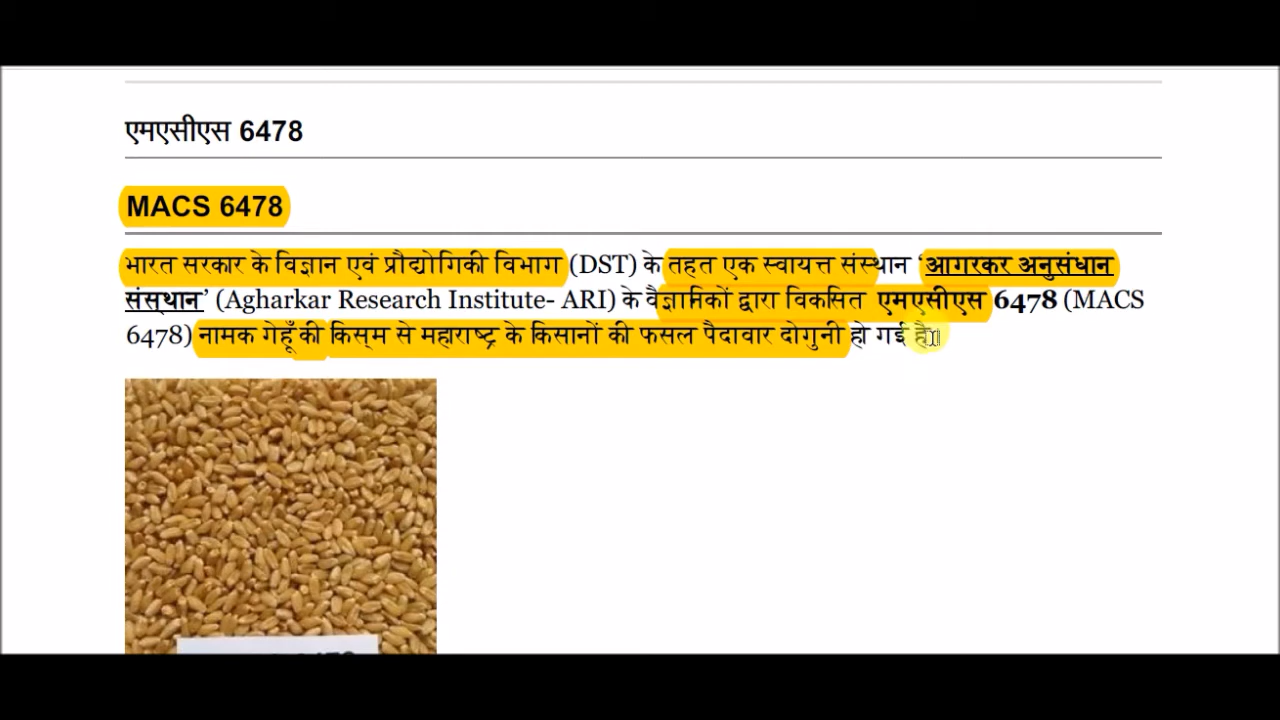 एमएसीएस 6478
MACS 6478
भारत सरकार के विज्ञान एवं प्रौद्योगिकी विभाग (DST) के तहत एक स्वायत्त संस्थान ‘आगरकर अनुसंधान
संस्थान’ (Agharkar Research Institute- ARI) के वैज्ञानिकों द्वारा विकसित एमएसीएस 6478 (MACS
6478) नामक गेहूँ की किस्म से महाराष्ट्र के किसानों की फसल पैदावार दोगुनी हो गई है।